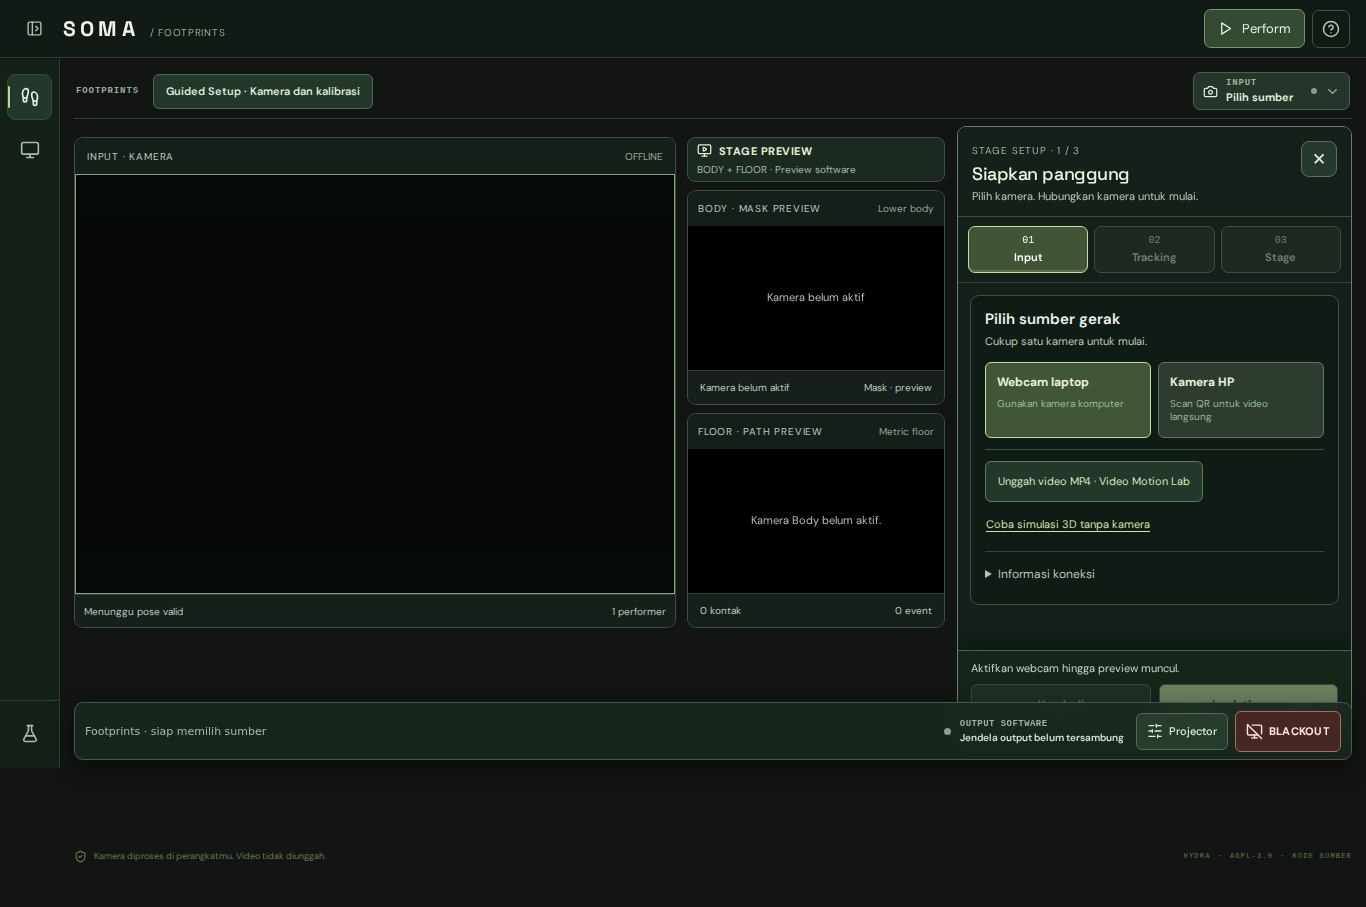 SOMA / FOOTPRINTS
Perform
FOOTPRINTS
Guided Setup · Kamera dan kalibrasi
INPUT
Pilih sumber
INPUT · KAMERA
OFFLINE
Menunggu pose valid
1 performer
STAGE PREVIEW
BODY + FLOOR · Preview software
BODY · MASK PREVIEW
Lower body
Kamera belum aktif
Kamera belum aktif
Mask · preview
FLOOR · PATH PREVIEW
Metric floor
Kamera Body belum aktif.
0 kontak
0 event
STAGE SETUP · 1 / 3
Siapkan panggung
Pilih kamera. Hubungkan kamera untuk mulai.
01
Input
02
Tracking
03
Stage
Pilih sumber gerak
Cukup satu kamera untuk mulai.
Webcam laptop
Gunakan kamera komputer
Kamera HP
Scan QR untuk video
langsung
Unggah video MP4 · Video Motion Lab
Coba simulasi 3D tanpa kamera
Informasi koneksi
Aktifkan webcam hingga preview muncul.
Footprints · siap memilih sumber
OUTPUT SOFTWARE
Jendela output belum tersambung
Projector
BLACKOUT
Kamera diproses di perangkatmu. Video tidak diunggah.
HYDRA · AGPL-3.0 · KODE SUMBER